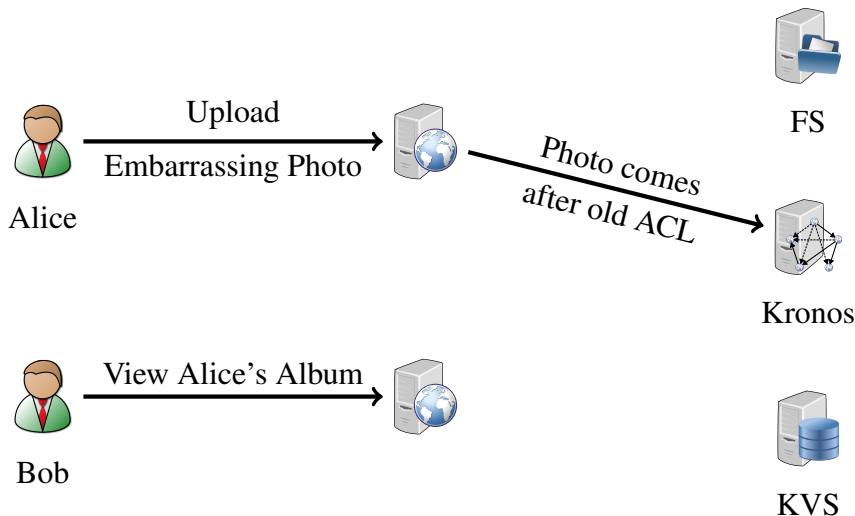 FS
Upload
Embarrassing Photo
Alice
Photo comes
after old ACL
Kronos
View Alice's Album
Bob
KVS